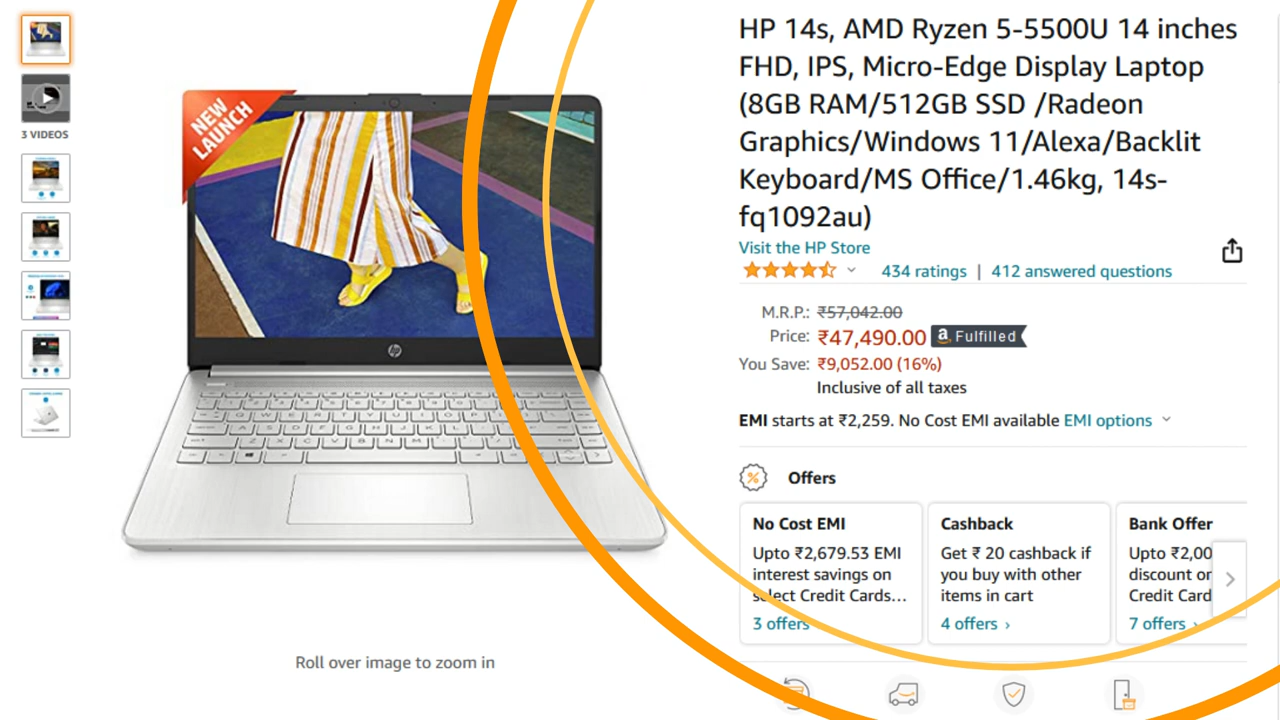 3 VIDEOS
NEW
LAUNCH
hp
Roll over image to zoom in
HP 14s, AMD Ryzen 5-5500U 14 inches
FHD, IPS, Micro-Edge Display Laptop
(8GB RAM/512GB SSD /Radeon
Graphics/Windows 11/Alexa/Backlit
Keyboard/MS Office/1.46kg, 14s-
fq1092au)
Visit the HP Store
434 ratings | 412 answered questions
M.R.P.: ₹57,042.00
Price: ₹47,490.00 a Fulfilled
You Save: ₹9,052.00 (16%)
Inclusive of all taxes
EMI starts at ₹2,259. No Cost EMI available EMI options
Offers
No Cost EMI
Upto ₹2,679.53 EMI
interest savings on
select Credit Cards…
3 offers
Cashback
Get ₹ 20 cashback if
you buy with other
items in cart
4 offers ›
Bank Offer
Upto ₹2,00
discount or
Credit Card
7 offers ›